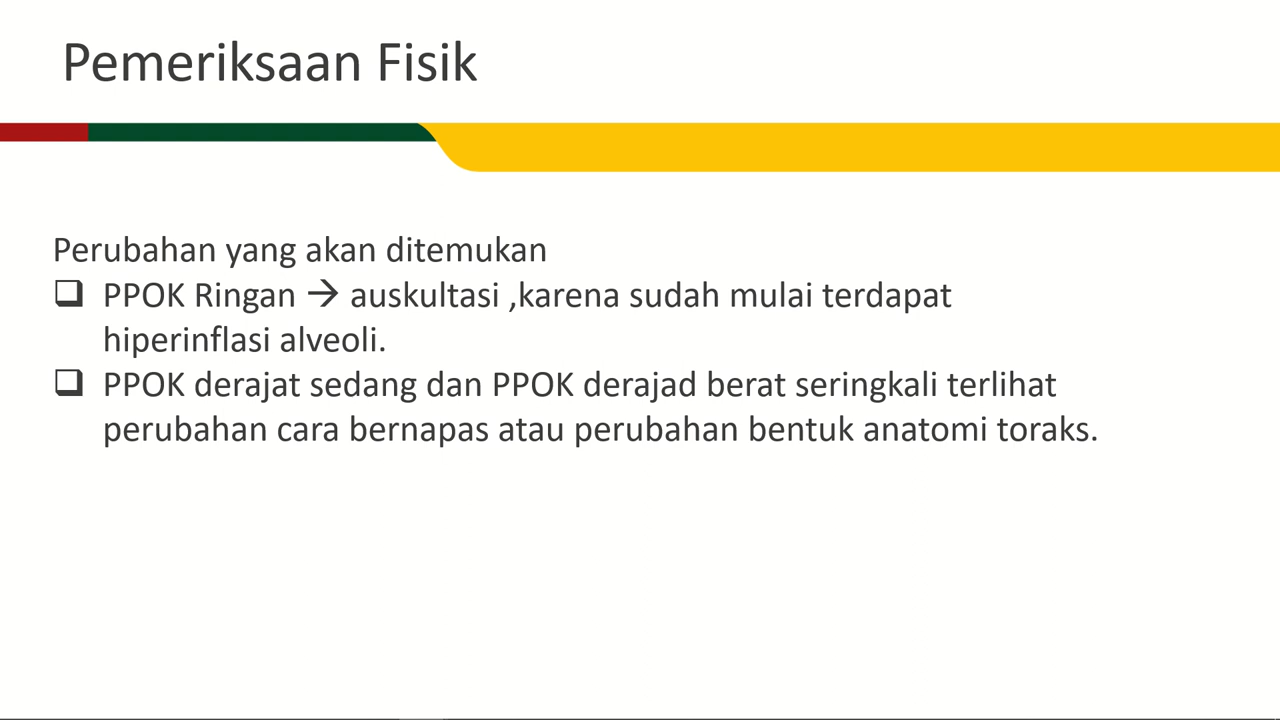 Pemeriksaan Fisik
Perubahan yang akan ditemukan
❑ PPOK Ringan → auskultasi ,karena sudah mulai terdapat
hiperinflasi alveoli.
❑ PPOK derajat sedang dan PPOK derajad berat seringkali terlihat
perubahan cara bernapas atau perubahan bentuk anatomi toraks.